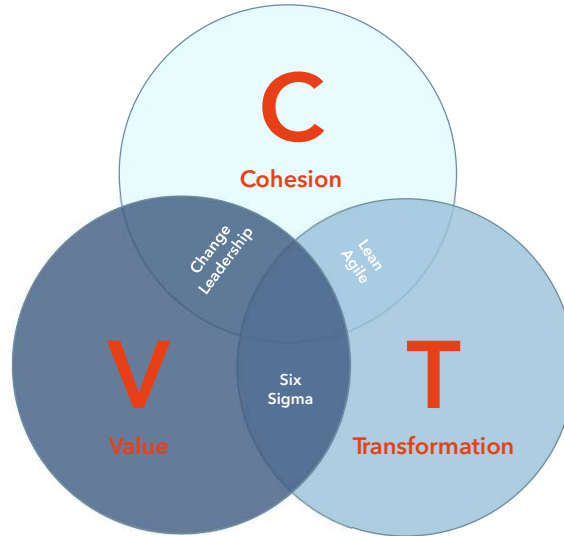 C
Cohesion
Change
Leadership
Lean
Agile
V
Value
Six
Sigma
T
Transformation